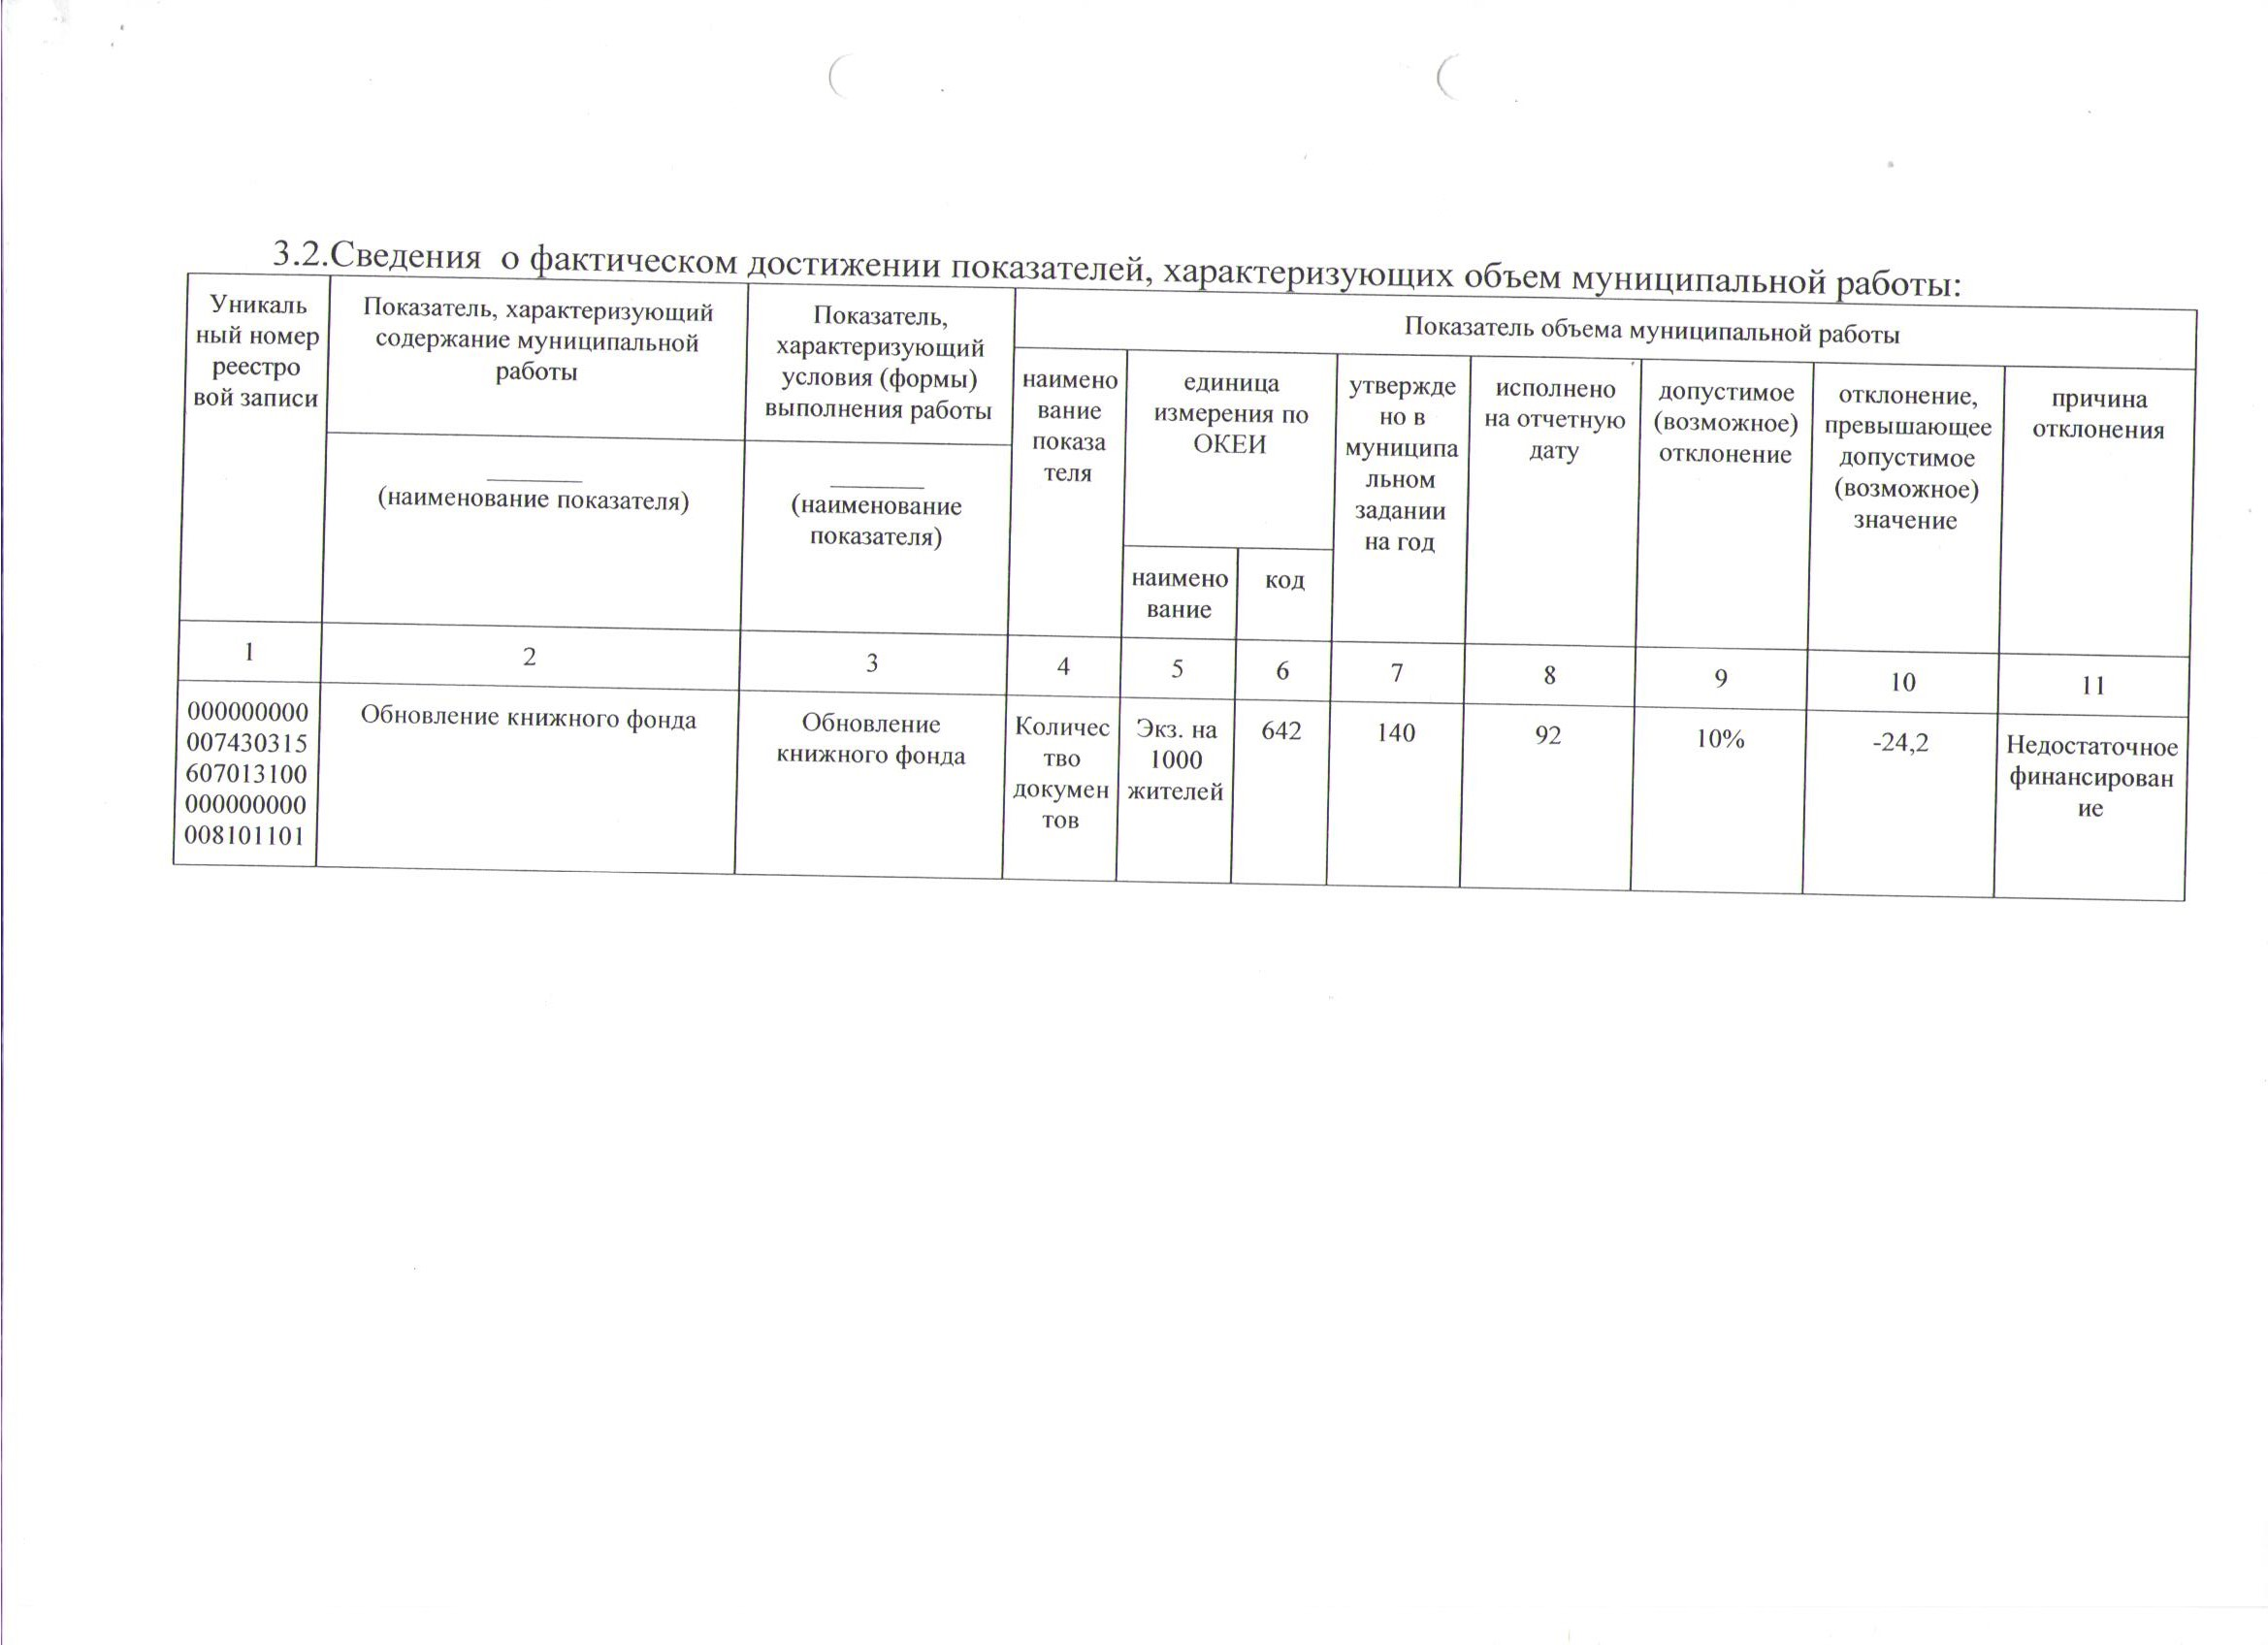 3.2.Сведения о фактическом достижении показателей, характеризующих объем муниципальной работы:
Уникаль
ный номер
реестро
вой записи
Показатель, характеризующий
содержание муниципальной
работы
Показатель,
характеризующий
условия (формы)
выполнения работы
Показатель объема муниципальной работы
наимено
вание
показа
теля
единица
измерения по
ОКЕИ
утвержде
но в
муниципа
льном
задании
на год
исполнено
на отчетную
дату
допустимое
(возможное)
отклонение
отклонение,
превышающее
допустимое
(возможное)
значение
причина
отклонения
_______
(наименование показателя)
_______
(наименование
показателя)
наимено
вание
код
1
2
3
4
5
6
7
8
9
10
11
000000000
007430315
607013100
000000000
008101101
Обновление книжного фонда
Обновление
книжного фонда
Количес
тво
докумен
тов
Экз. на
1000
жителей
642
140
92
10%
-24,2
Недостаточное
финансирован
ие